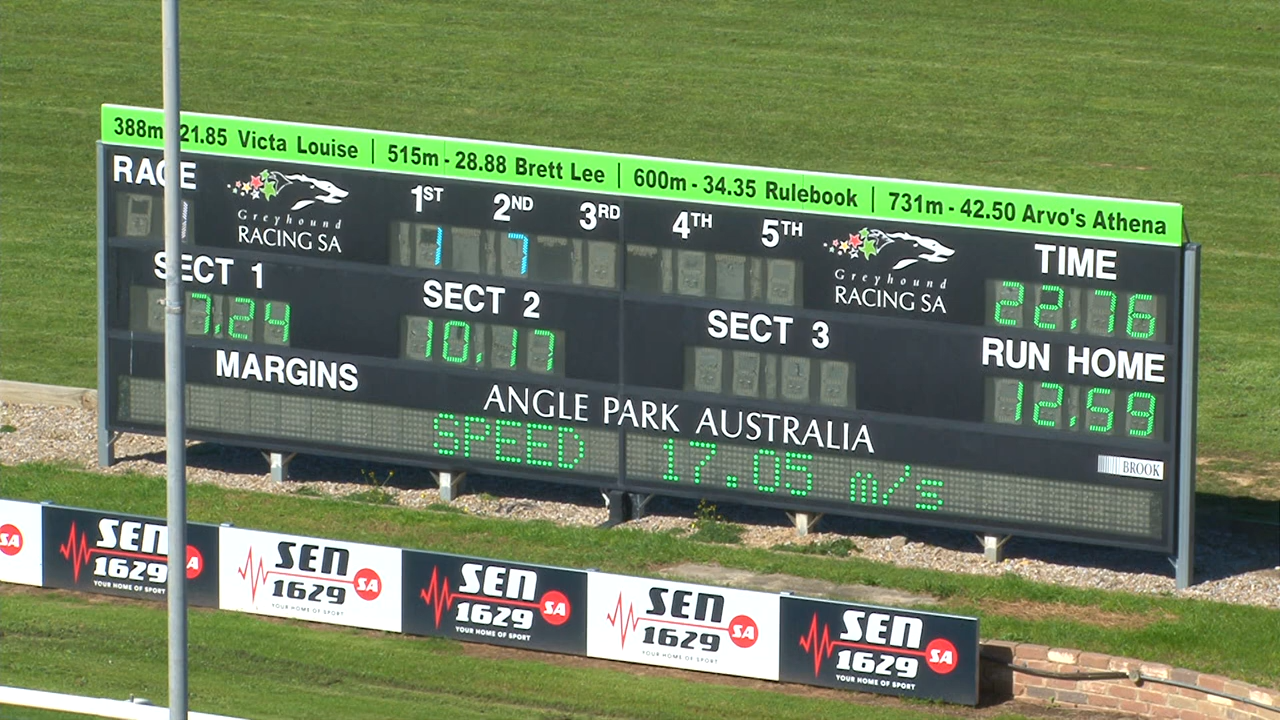 388m 21.85 Victa Louise | 515m - 28.88 Brett Lee | 600m - 34.35 Rulebook | 731m - 42.50 Arvo's Athena
RACE
Greyhound
RACING SA
1ST 2ND 3RD 4TH 5TH
1 7
Greyhound
RACING SA
TIME
22.76
SECT 1
7.24
SECT 2
10.17
SECT 3
RUN HOME
12.59
MARGINS
ANGLE PARK AUSTRALIA
SPEED 17.05 m/s
BROOK
SA
SEN
1629
SA
YOUR HOME OF SPORT
SEN
1629
SA
YOUR HOME OF SPORT
SEN
1629
SA
YOUR HOME OF SPORT
SEN
1629
SA
YOUR HOME OF SPORT
SEN
1629
SA
YOUR HOME OF SPORT